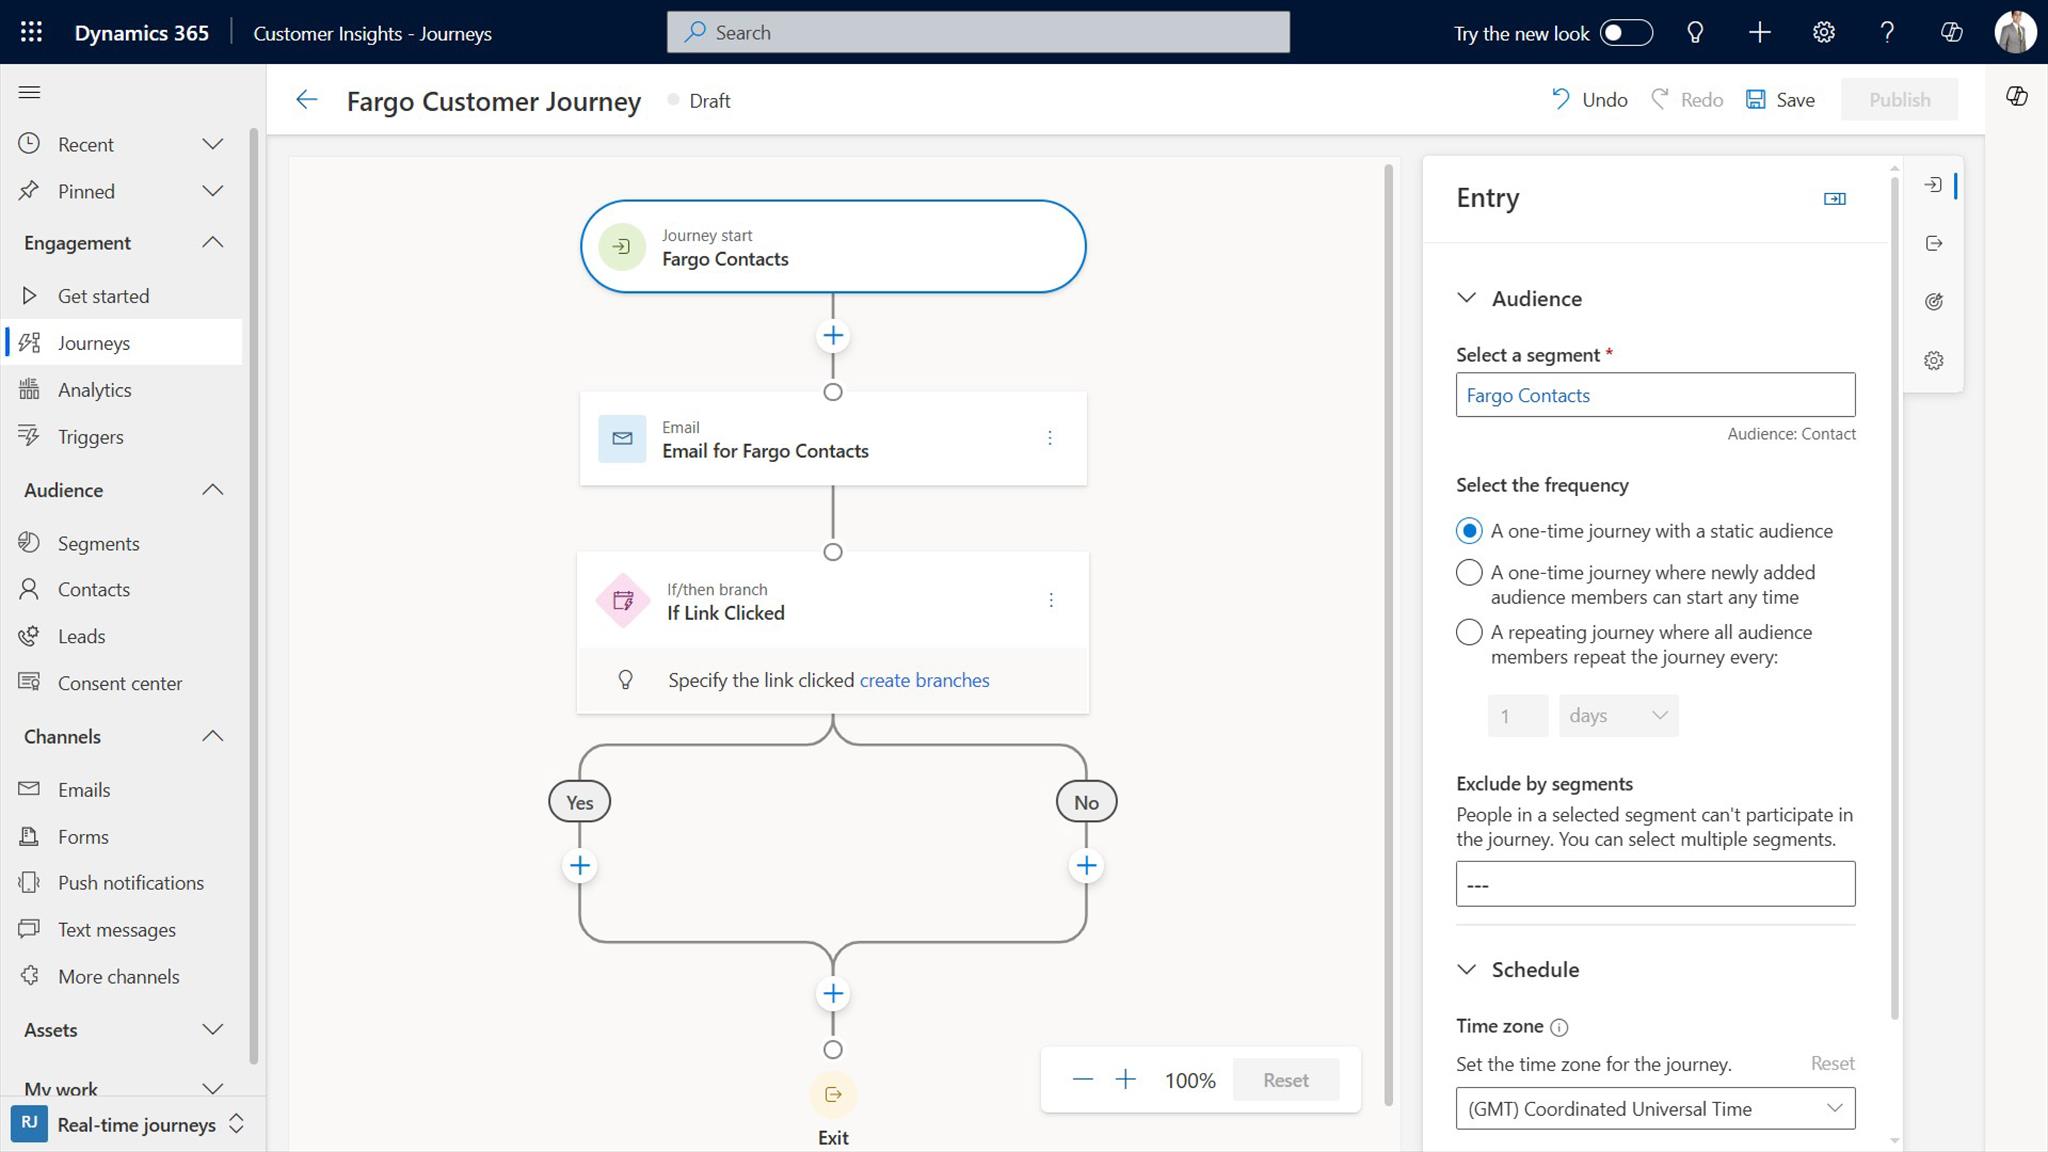 Dynamics 365
Customer Insights - Journeys
Search
Try the new look
Recent
Pinned
Engagement
Get started
Journeys
Analytics
Triggers
Audience
Segments
Contacts
Leads
Consent center
Channels
Emails
Forms
Push notifications
Text messages
More channels
Assets
My work
RJ
Real-time journeys
Fargo Customer Journey
Draft
Undo
Redo
Save
Publish
Journey start
Fargo Contacts
Email
Email for Fargo Contacts
If/then branch
If Link Clicked
Specify the link clicked create branches
Yes
No
Exit
100%
Reset
Entry
Audience
Select a segment *
Fargo Contacts
Audience: Contact
Select the frequency
A one-time journey with a static audience
A one-time journey where newly added
audience members can start any time
A repeating journey where all audience
members repeat the journey every:
1
days
Exclude by segments
People in a selected segment can't participate in
the journey. You can select multiple segments.
---
Schedule
Time zone
Set the time zone for the journey.
Reset
(GMT) Coordinated Universal Time